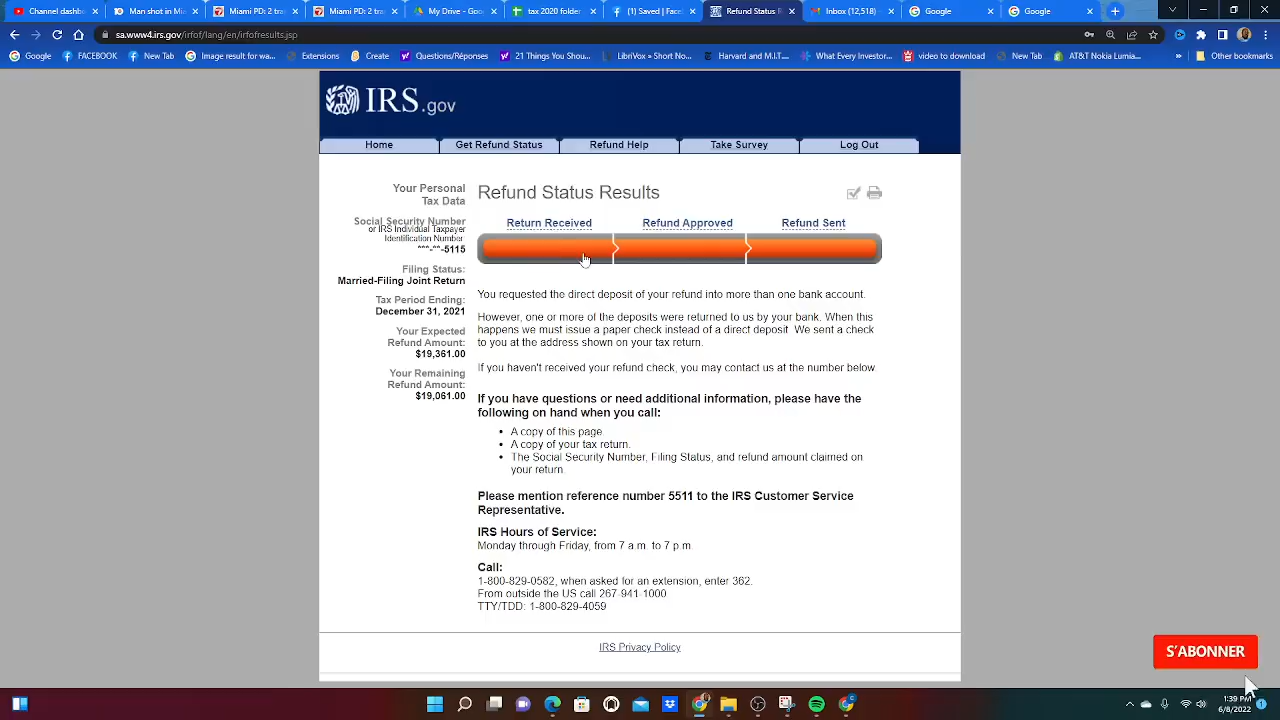 Channel dashb
Man shot in Mi
Miami PD: 2 tra
Miami PD: 2 tra
My Drive - Goo
tax 2020 folder
(1) Saved | Fac
Refund Status R
Inbox (12,518)
Google
Google
sa.www4.irs.gov/irfof/lang/en/irfofresults.jsp
Google
FACEBOOK
New Tab
Image result for wa...
Extensions
Create
Questions/Réponses
21 Things You Shou...
LibriVox > Short No...
Harvard and M.I.T....
What Every Investor...
video to download
New Tab
AT&T Nokia Lumia...
»
Other bookmarks
IRS.gov
Home
Get Refund Status
Refund Help
Take Survey
Log Out
Your Personal
Tax Data
Social Security Number
or IRS Individual Taxpayer
Identification Number:
***-**-5115
Filing Status:
Married-Filing Joint Return
Tax Period Ending:
December 31, 2021
Your Expected
Refund Amount:
$19,361.00
Your Remaining
Refund Amount:
$19,061.00
Refund Status Results
Return Received
Refund Approved
Refund Sent
You requested the direct deposit of your refund into more than one bank account.
However, one or more of the deposits were returned to us by your bank. When this
happens we must issue a paper check instead of a direct deposit. We sent a check
to you at the address shown on your tax return.
If you haven't received your refund check, you may contact us at the number below.
If you have questions or need additional information, please have the
following on hand when you call:
• A copy of this page.
• A copy of your tax return.
• The Social Security Number, Filing Status, and refund amount claimed on
your return.
Please mention reference number 5511 to the IRS Customer Service
Representative.
IRS Hours of Service:
Monday through Friday, from 7 a.m. to 7 p.m.
Call:
1-800-829-0582, when asked for an extension, enter 362.
From outside the US call 267-941-1000
TTY/TDD: 1-800-829-4059
IRS Privacy Policy
S'ABONNER
1:39 PM
6/8/2022